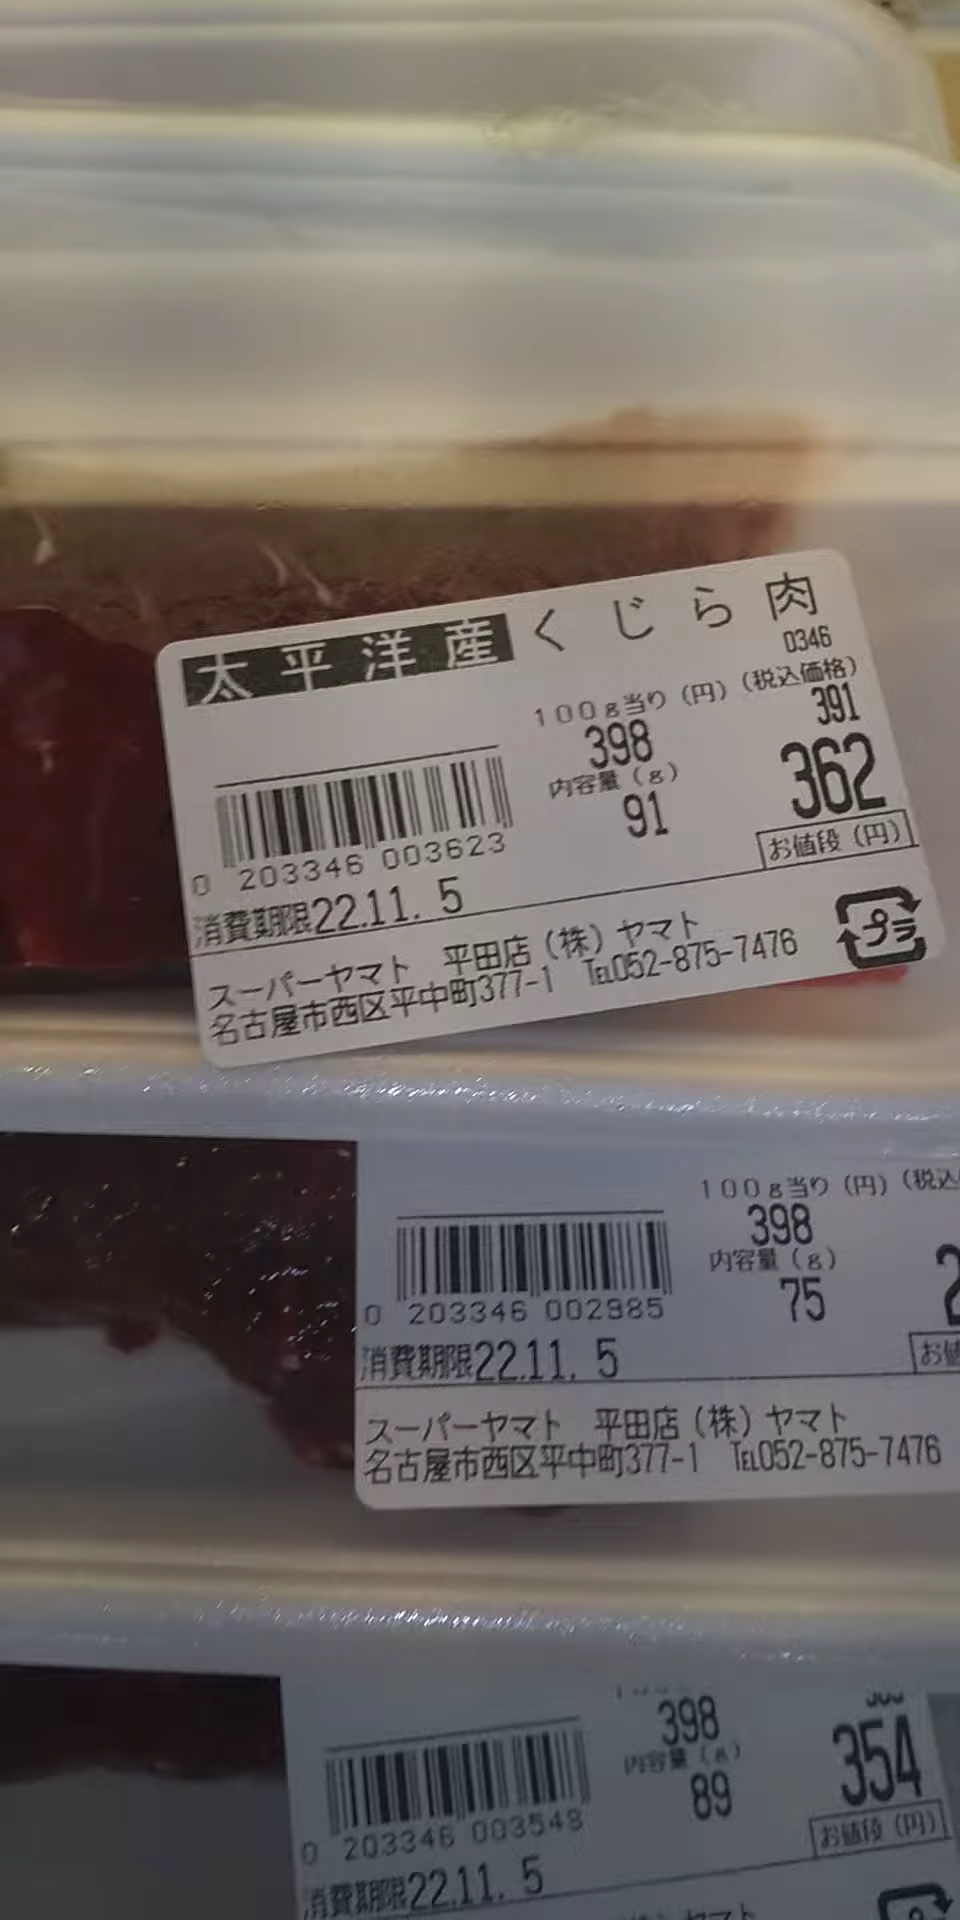 太平洋産くじら肉
0346
100g当り(円)(税込価格)
398 391
内容量(g) 362
91 お値段(円)
0 203346 003623
消費期限22.11. 5
プラ
スーパーヤマト 平田店(株)ヤマト
名古屋市西区平中町377-1 TEL052-875-7476
100g当り(円)(税込
398
内容量(g)
75
0 203346 002985
お値
消費期限22.11. 5
スーパーヤマト 平田店(株)ヤマト
名古屋市西区平中町377-1 TEL052-875-7476
398
内容量(g) 354
89 お値段(円)
0 203346 003548
消費期限22.11. 5